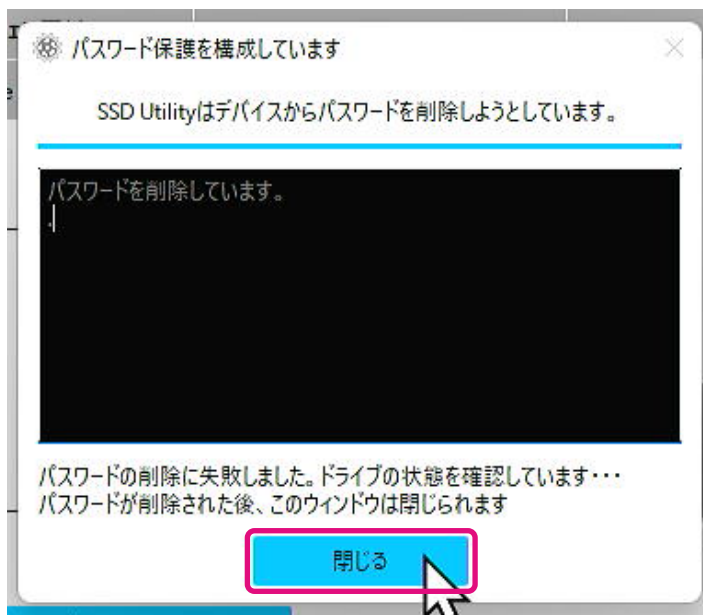 パスワード保護を構成しています
SSD Utilityはデバイスからパスワードを削除しようとしています。
パスワードを削除しています。
.
パスワードの削除に失敗しました。ドライブの状態を確認しています・・・
パスワードが削除された後、このウィンドウは閉じられます
閉じる